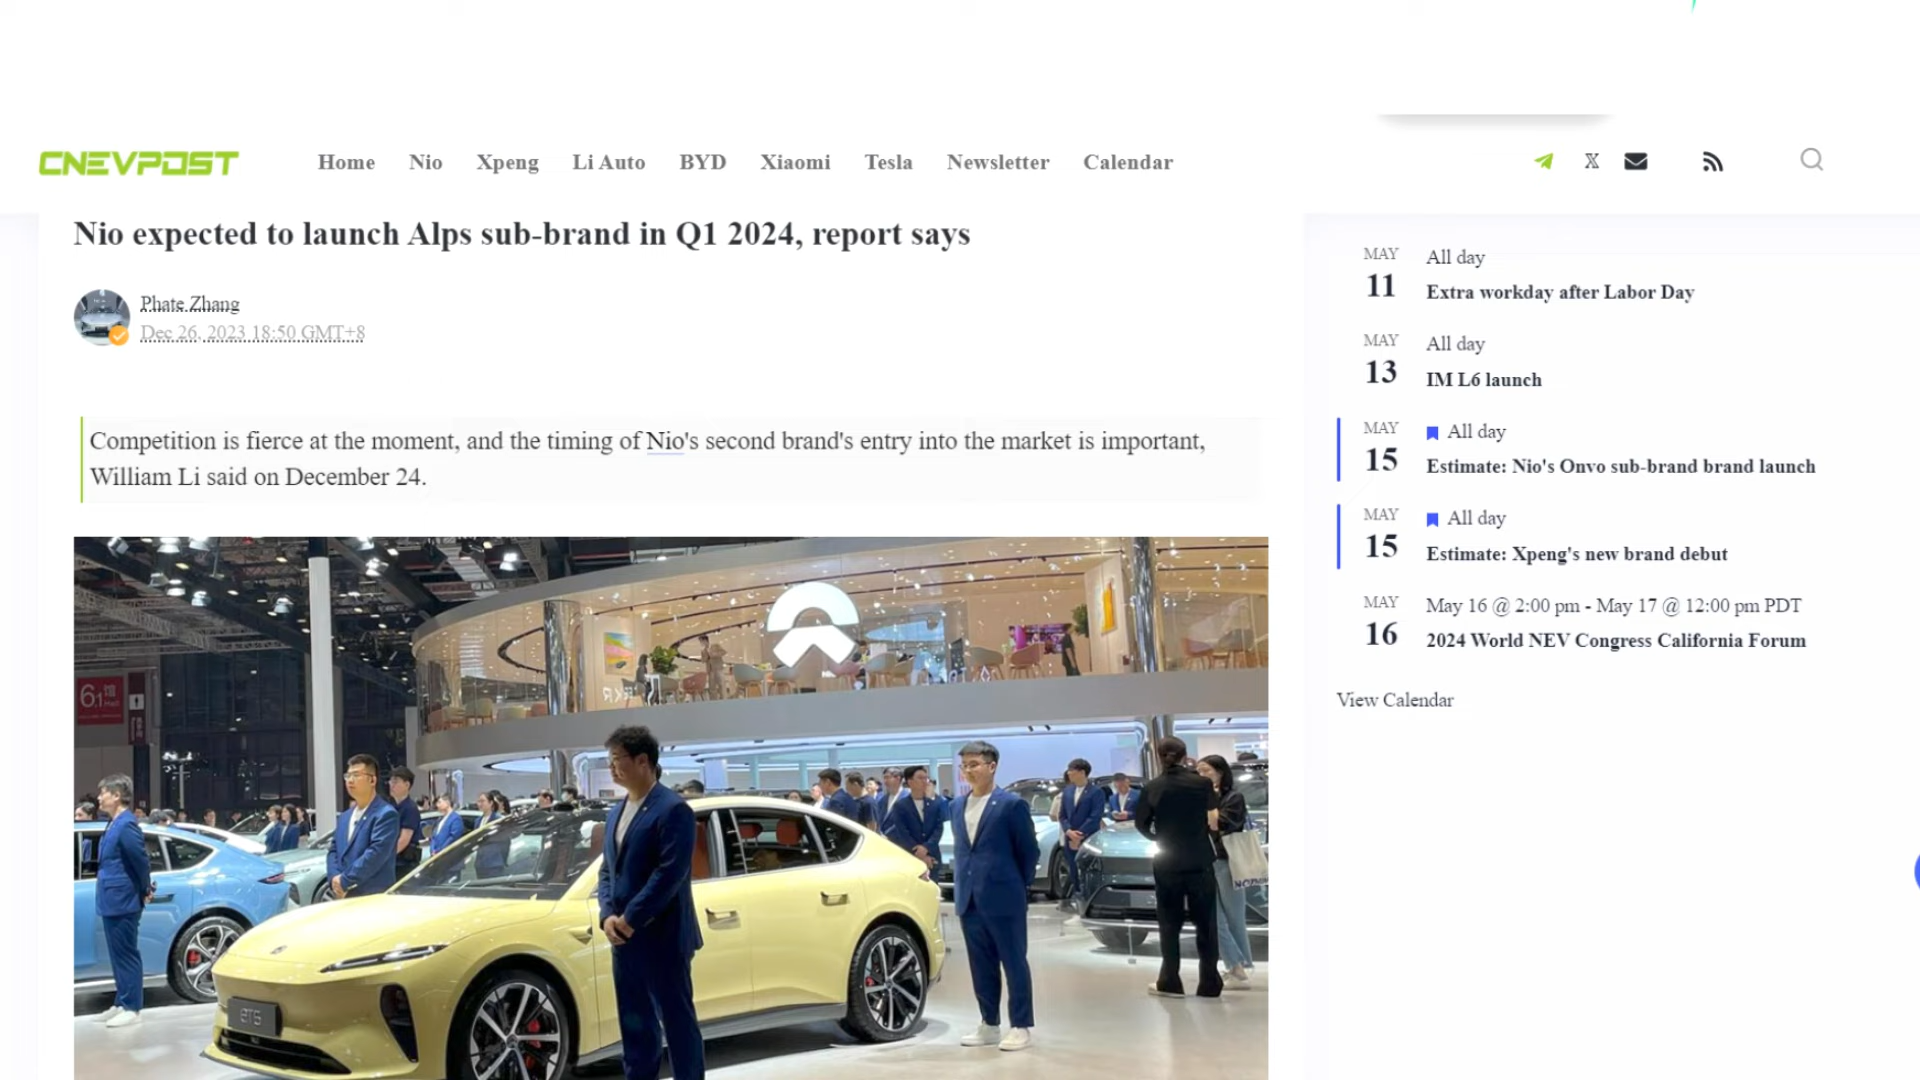 CNEVPOST
Home Nio Xpeng Li Auto BYD Xiaomi Tesla Newsletter Calendar
Nio expected to launch Alps sub-brand in Q1 2024, report says
Phate Zhang
Dec 26, 2023 18:50 GMT+8
Competition is fierce at the moment, and the timing of Nio's second brand's entry into the market is important,
William Li said on December 24.
6.1馆
Hall
ET5
MAY
11
All day
Extra workday after Labor Day
MAY
13
All day
IM L6 launch
MAY
15
All day
Estimate: Nio's Onvo sub-brand brand launch
MAY
15
All day
Estimate: Xpeng's new brand debut
MAY
16
May 16 @ 2:00 pm - May 17 @ 12:00 pm PDT
2024 World NEV Congress California Forum
View Calendar